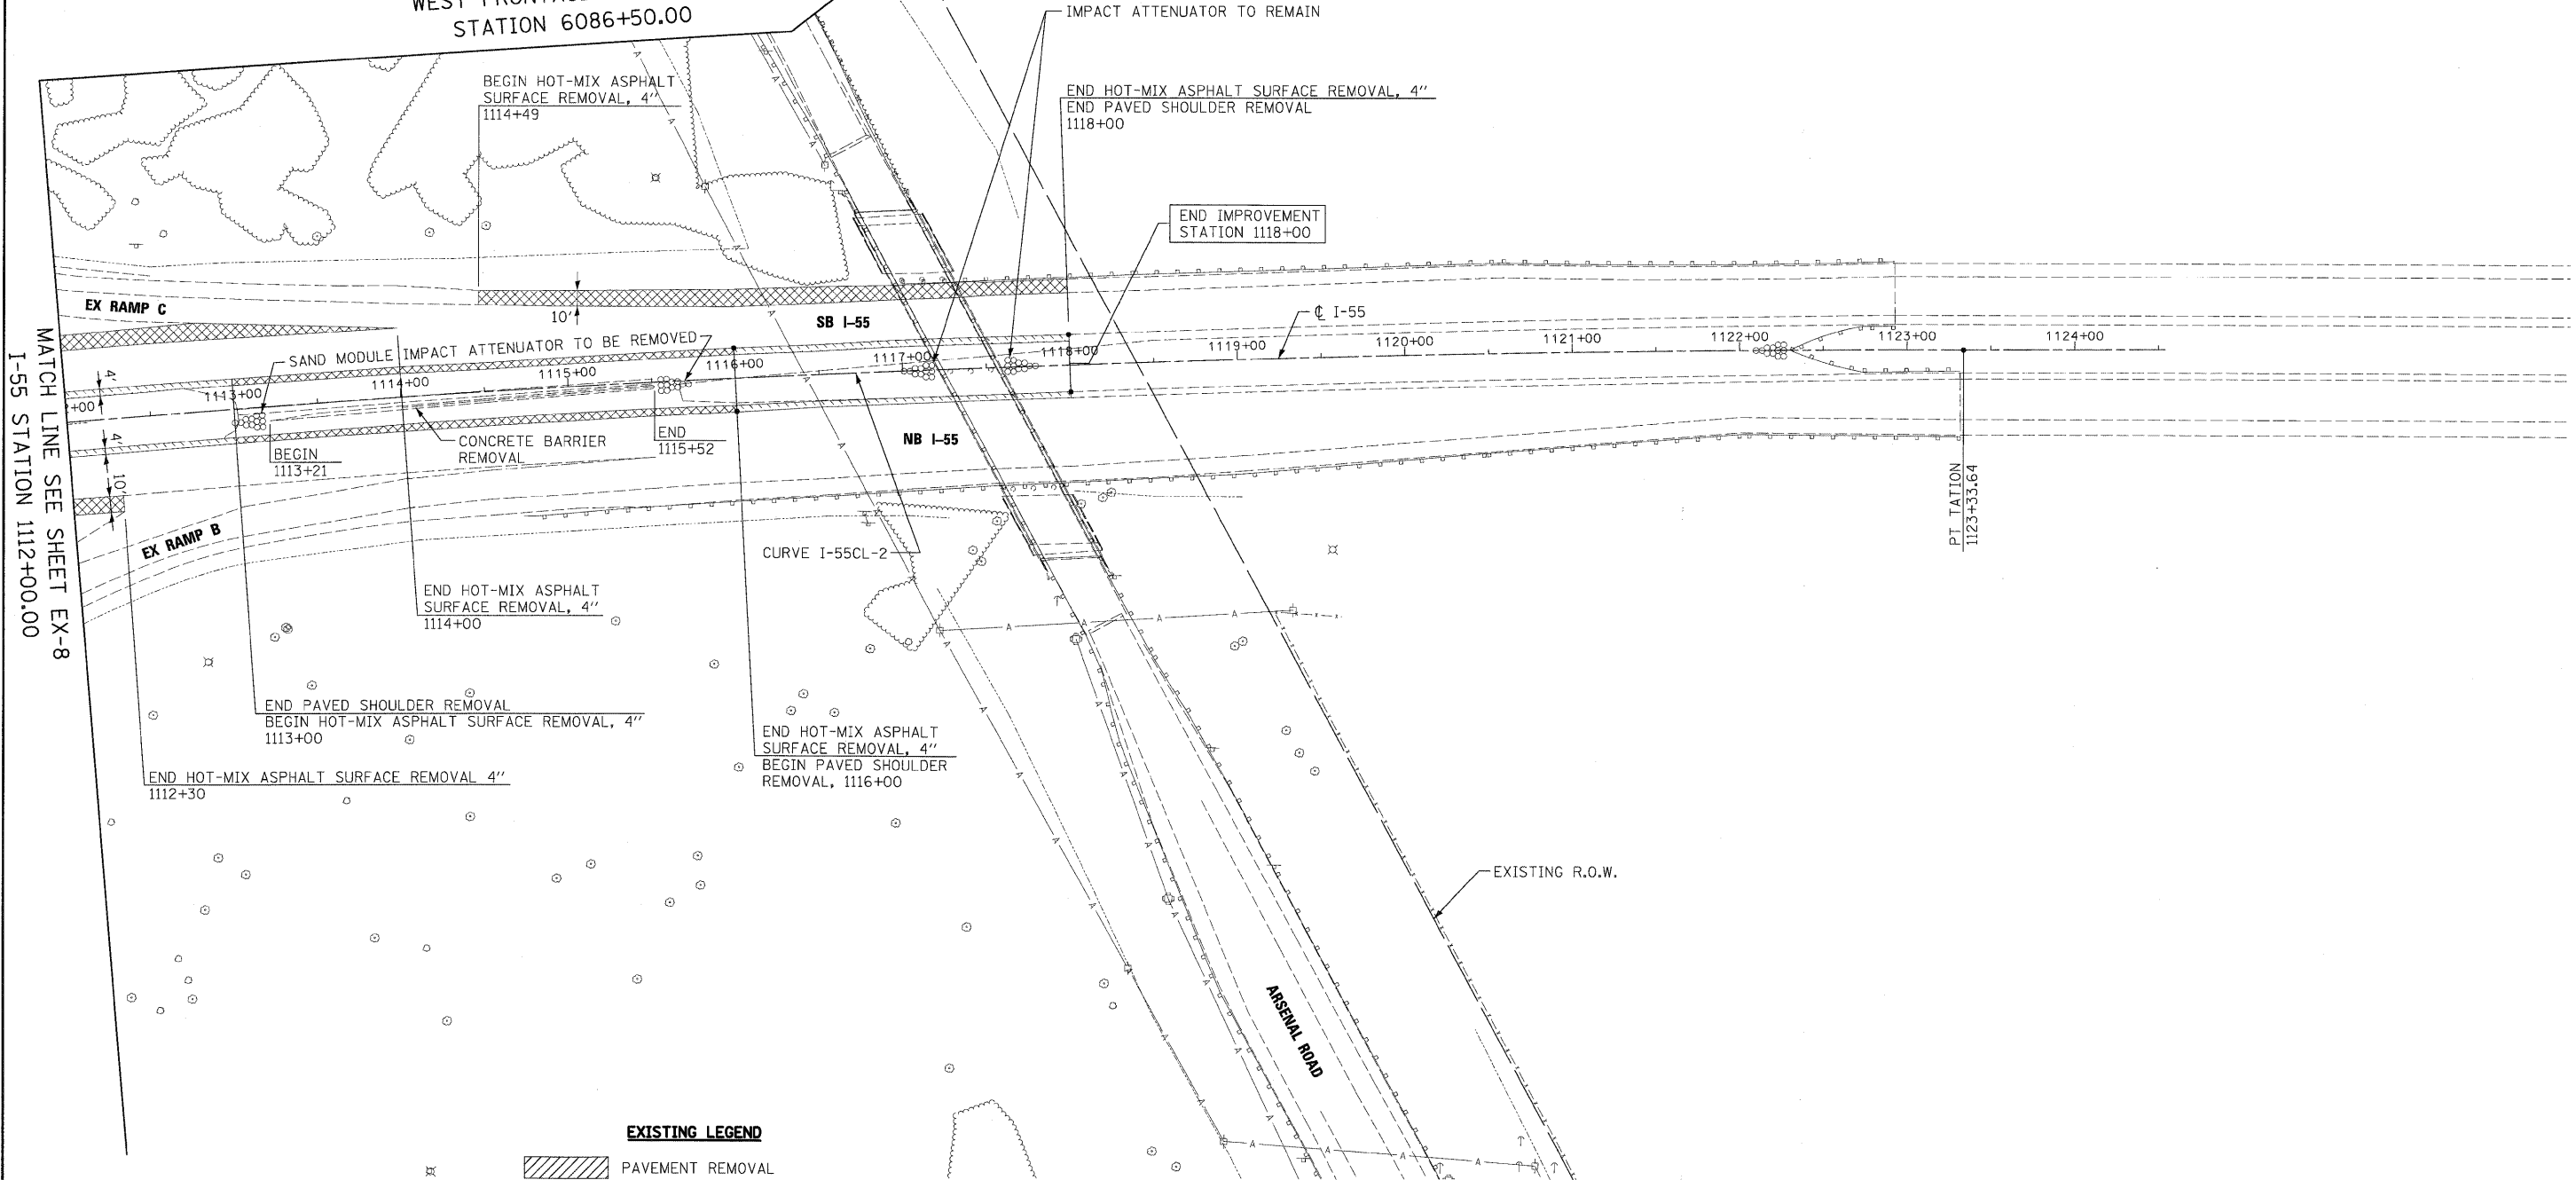 STATION 6086+50.00
IMPACT ATTENUATOR TO REMAIN
BEGIN HOT-MIX ASPHALT
SURFACE REMOVAL, 4"
1114+49
END HOT-MIX ASPHALT SURFACE REMOVAL, 4"
END PAVED SHOULDER REMOVAL
1118+00
END IMPROVEMENT
STATION 1118+00
EX RAMP C
10'
SB I-55
℄ I-55
SAND MODULE IMPACT ATTENUATOR TO BE REMOVED
+00
1113+00
1114+00
1115+00
1116+00
1117+00
1118+00
1119+00
1120+00
1121+00
1122+00
1123+00
1124+00
4'
4'
10'
BEGIN
1113+21
CONCRETE BARRIER
REMOVAL
END
1115+52
NB I-55
MATCH LINE SEE SHEET EX-8
I-55 STATION 1112+00.00
EX RAMP B
CURVE I-55CL-2
PT TATION
1123+33.64
END HOT-MIX ASPHALT
SURFACE REMOVAL, 4"
1114+00
END PAVED SHOULDER REMOVAL
BEGIN HOT-MIX ASPHALT SURFACE REMOVAL, 4"
1113+00
END HOT-MIX ASPHALT SURFACE REMOVAL 4"
1112+30
END HOT-MIX ASPHALT
SURFACE REMOVAL, 4"
BEGIN PAVED SHOULDER
REMOVAL, 1116+00
EXISTING R.O.W.
ARSENAL ROAD
EXISTING LEGEND
PAVEMENT REMOVAL